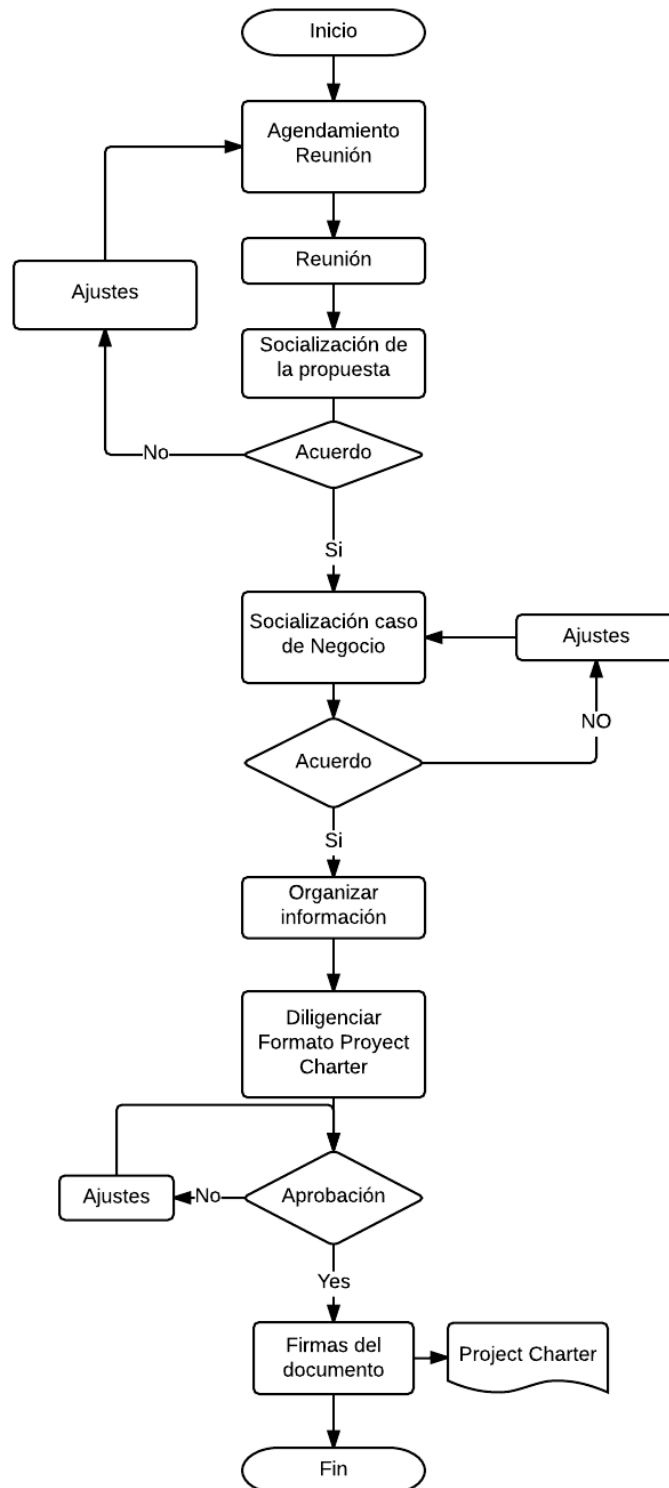 Inicio
Agendamiento
Reunión
Reunión
Ajustes
Socialización de
la propuesta
Acuerdo
No
Si
Socialización caso
de Negocio
Ajustes
NO
Acuerdo
Si
Organizar
información
Diligenciar
Formato Proyect
Charter
Ajustes
No
Aprobación
Yes
Firmas del
documento
Project Charter
Fin